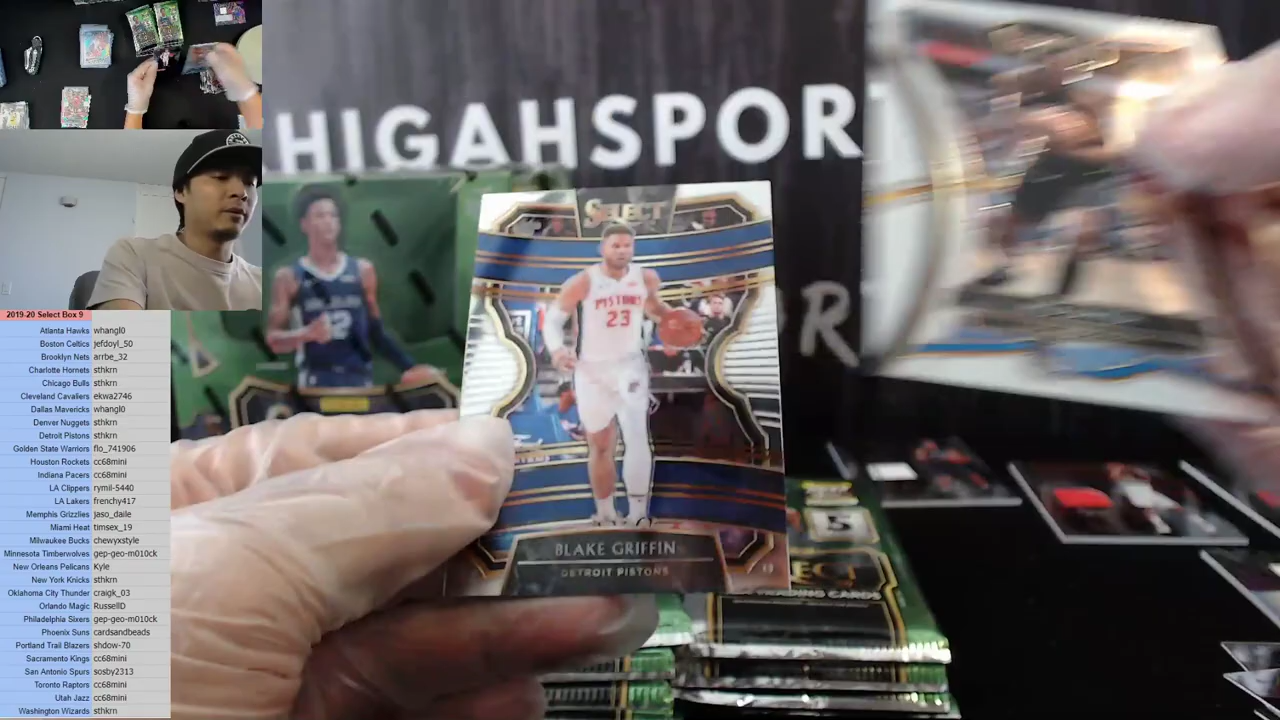 2019-20 Select Box 9
Atlanta Hawks whangl0
Boston Celtics jefdoyl_50
Brooklyn Nets arrbe_32
Charlotte Hornets sthkrn
Chicago Bulls sthkrn
Cleveland Cavaliers ekwa2746
Dallas Mavericks whangl0
Denver Nuggets sthkrn
Detroit Pistons sthkrn
Golden State Warriors flo_741906
Houston Rockets cc68mini
Indiana Pacers cc68mini
LA Clippers rymil-5440
LA Lakers frenchy417
Memphis Grizzlies jaso_daile
Miami Heat timsex_19
Milwaukee Bucks chewyxstyle
Minnesota Timberwolves gep-geo-m010ck
New Orleans Pelicans Kyle
New York Knicks sthkrn
Oklahoma City Thunder craigk_03
Orlando Magic RussellD
Philadelphia Sixers gep-geo-m010ck
Phoenix Suns cardsandbeads
Portland Trail Blazers shdow-70
Sacramento Kings cc68mini
San Antonio Spurs sosby2313
Toronto Raptors cc68mini
Utah Jazz cc68mini
Washington Wizards sthkrn
HIGAHSPOR
R
SELECT
PISTONS
23
BLAKE GRIFFIN
DETROIT PISTONS
12
5
ECT
TRADING CARDS